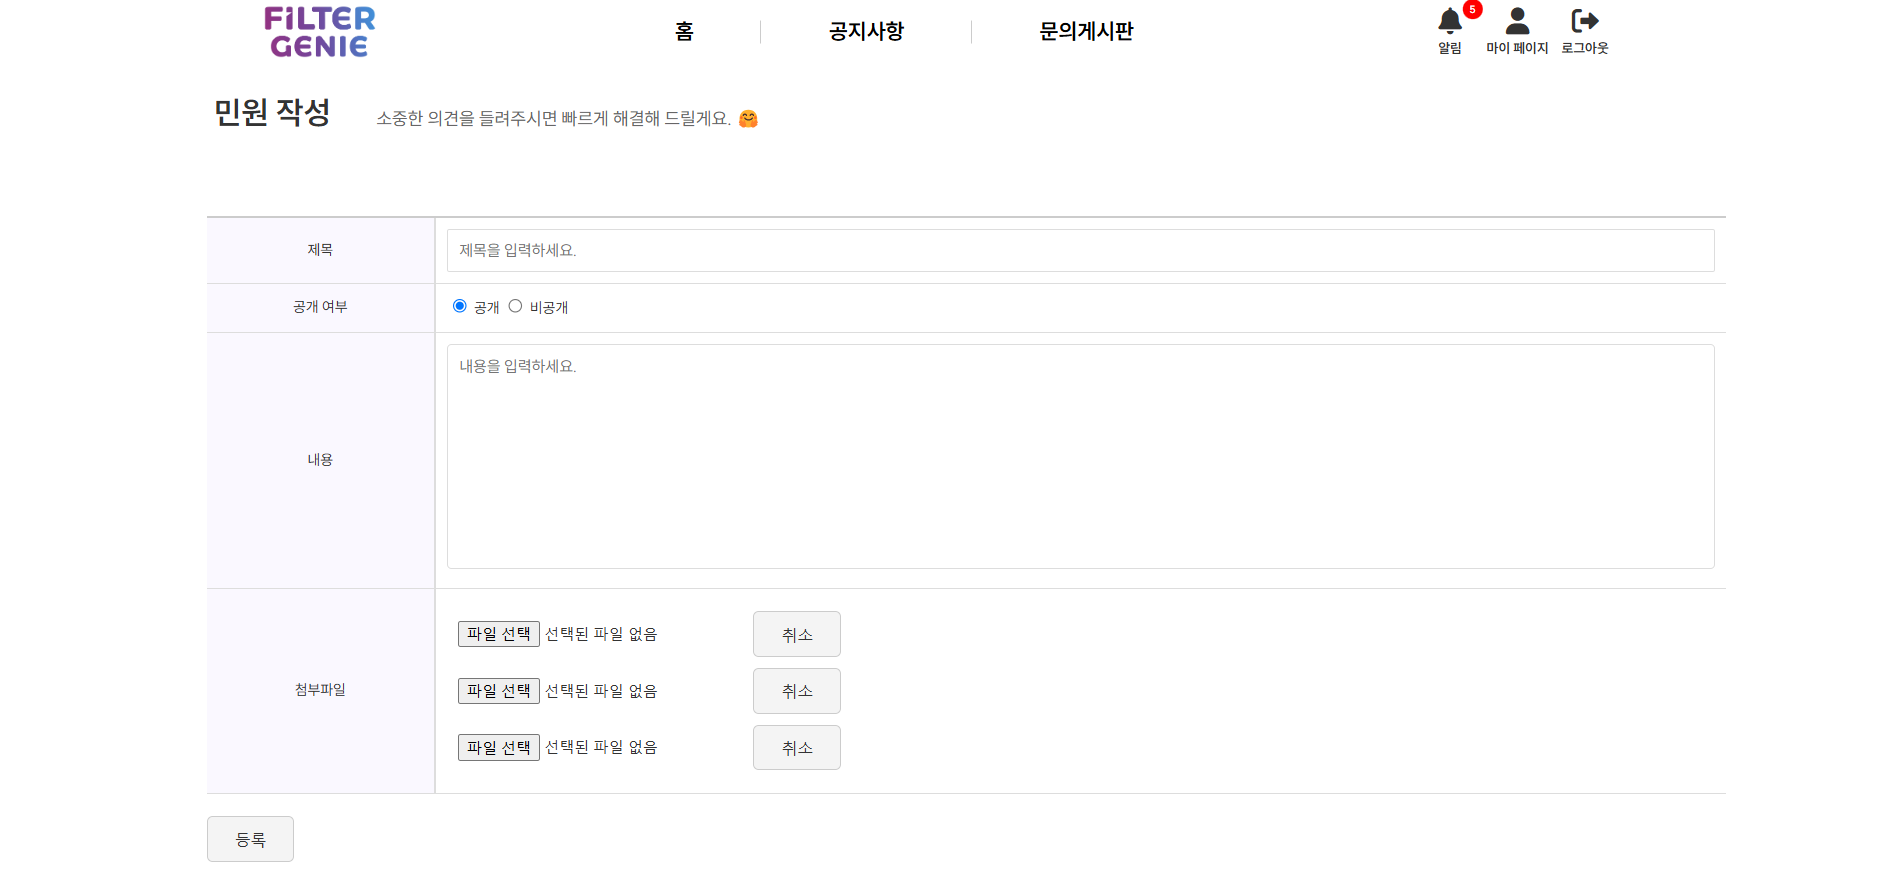 FiLTER
GENIE
홈
공지사항
문의게시판
5
알림
마이 페이지
로그아웃
민원 작성
소중한 의견을 들려주시면 빠르게 해결해 드릴게요. 🤗
제목
제목을 입력하세요.
공개 여부
공개
비공개
내용
내용을 입력하세요.
첨부파일
파일 선택 선택된 파일 없음 취소
파일 선택 선택된 파일 없음 취소
파일 선택 선택된 파일 없음 취소
등록